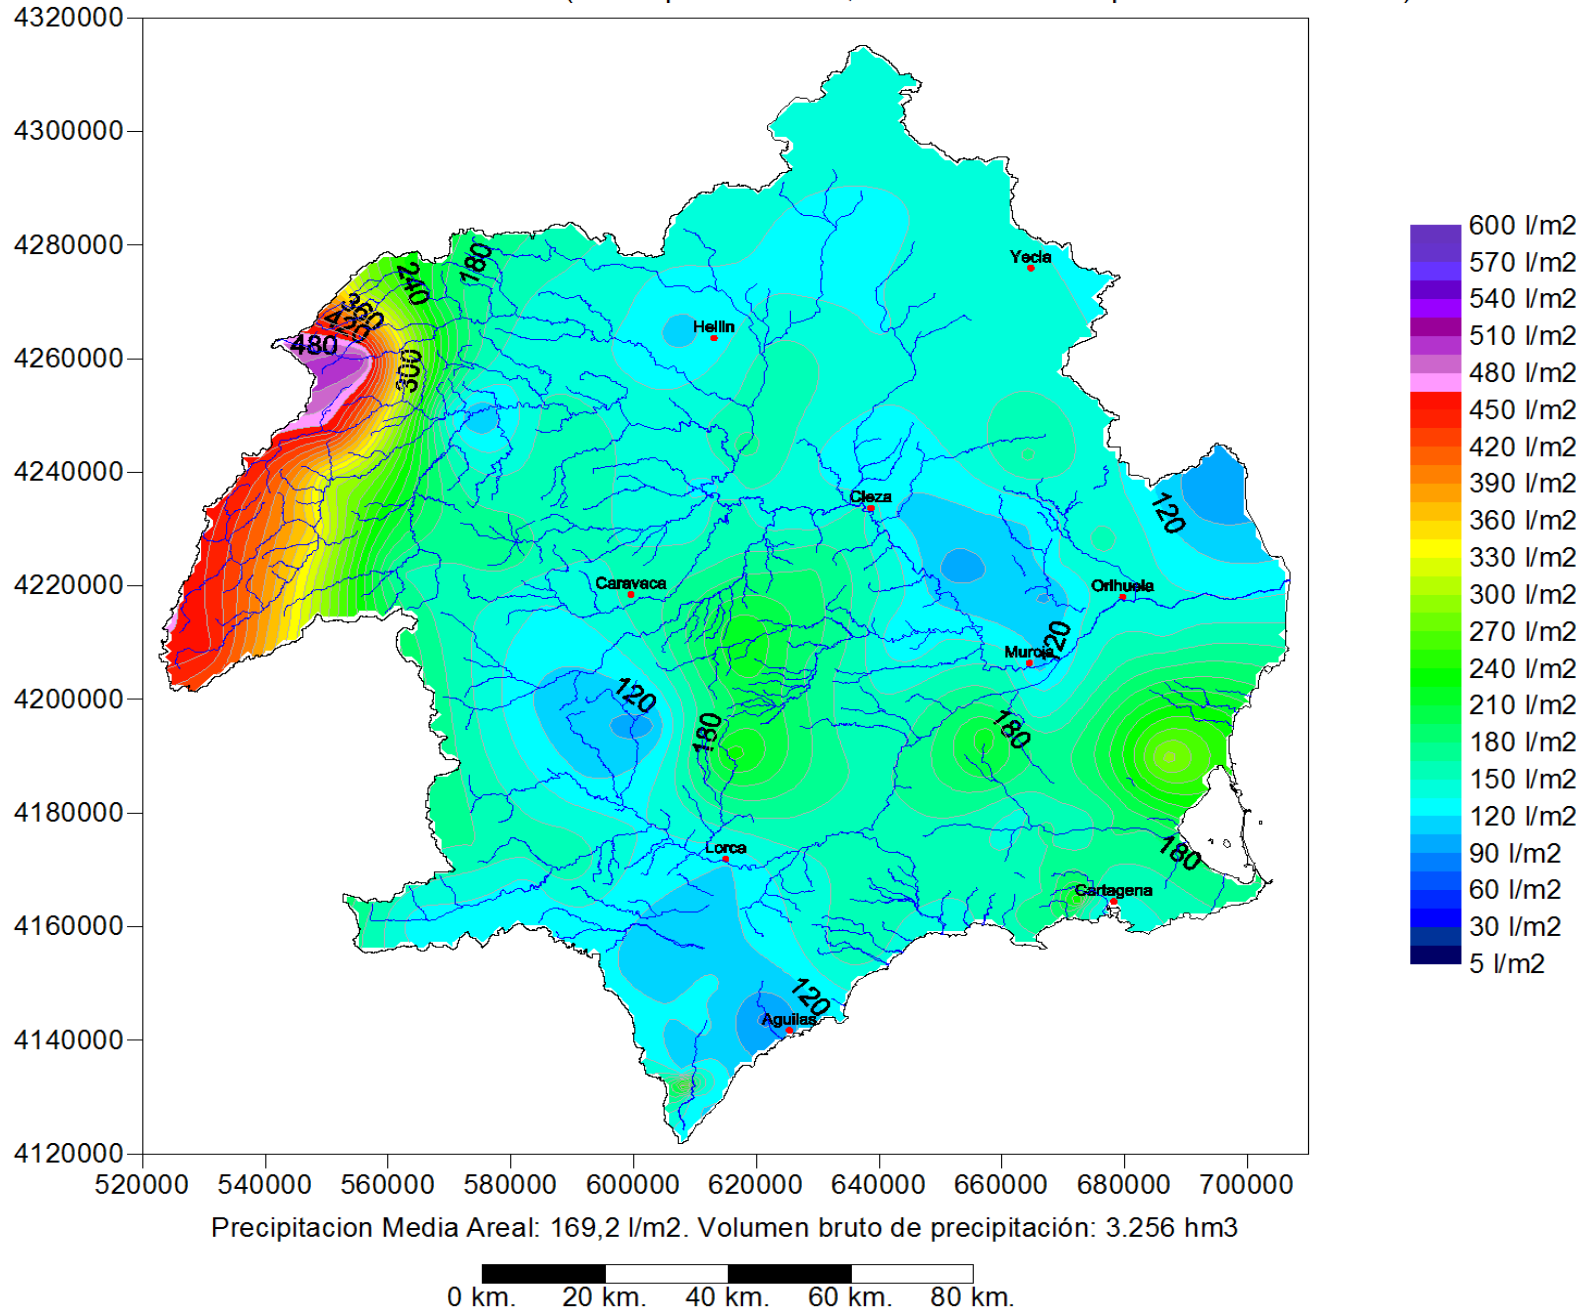 4320000
4300000
4280000
4260000
4240000
4220000
4200000
4180000
4160000
4140000
4120000
520000 540000 560000 580000 600000 620000 640000 660000 680000 700000
180
240
360
420
480
300
Yecla
Hellin
Cieza
120
Caravaca
Orihuela
120
Murcia
120
180
180
Lorca
180
Cartagena
120
Aguilas
600 l/m2
570 l/m2
540 l/m2
510 l/m2
480 l/m2
450 l/m2
420 l/m2
390 l/m2
360 l/m2
330 l/m2
300 l/m2
270 l/m2
240 l/m2
210 l/m2
180 l/m2
150 l/m2
120 l/m2
90 l/m2
60 l/m2
30 l/m2
5 l/m2
Precipitacion Media Areal: 169,2 l/m2. Volumen bruto de precipitación: 3.256 hm3
0 km. 20 km. 40 km. 60 km. 80 km.